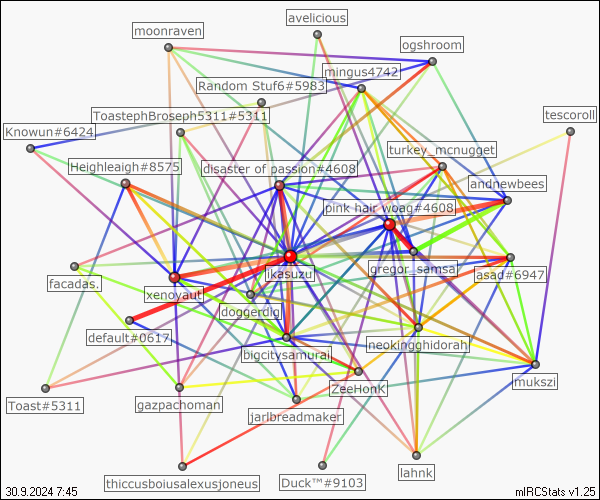 avelicious
moonraven
ogshroom
mingus4742
Random Stuf6#5983
ToastephBroseph5311#5311
tescoroll
Knowun#6424
turkey_mcnugget
Heighleigh#8575
disaster of passion#4608
andnewbees
pink hair woag#4608
gregor_samsa
ikasuzu
asad#6947
facadas.
xenoyaut
doggerdig
default#0617
neokingghidorah
bigcitysamurai
mukszi
ZeeHonK
Toast#5311
gazpachoman
jarlbreadmaker
lahnk
thiccusboiusalexusjoneus
Duck™#9103
30.9.2024 7:45
mIRCStats v1.25